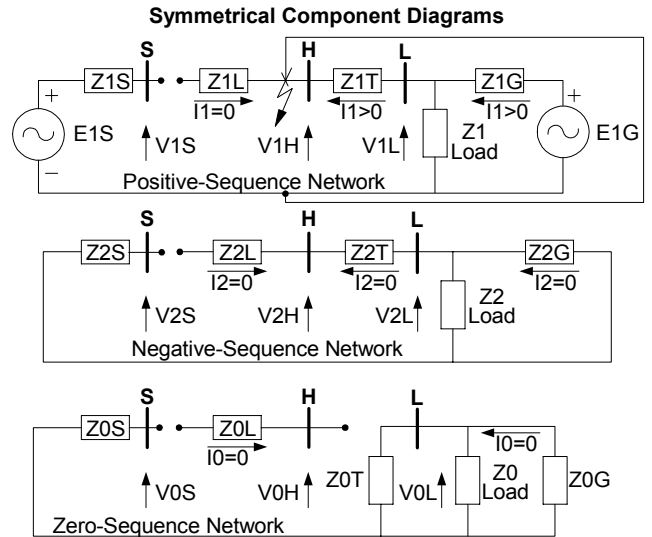 Symmetrical Component Diagrams
S H L
Z1S Z1L Z1T Z1G
I1=0 I1>0 I1>0
+ +
E1S V1S V1H V1L Z1 Load E1G
–
Positive-Sequence Network
S H L
Z2S Z2L Z2T Z2G
I2=0 I2=0 I2=0
V2S V2H V2L Z2 Load
Negative-Sequence Network
S H L
Z0S Z0L
I0=0 I0=0
V0S V0H Z0T V0L Z0 Load Z0G
Zero-Sequence Network